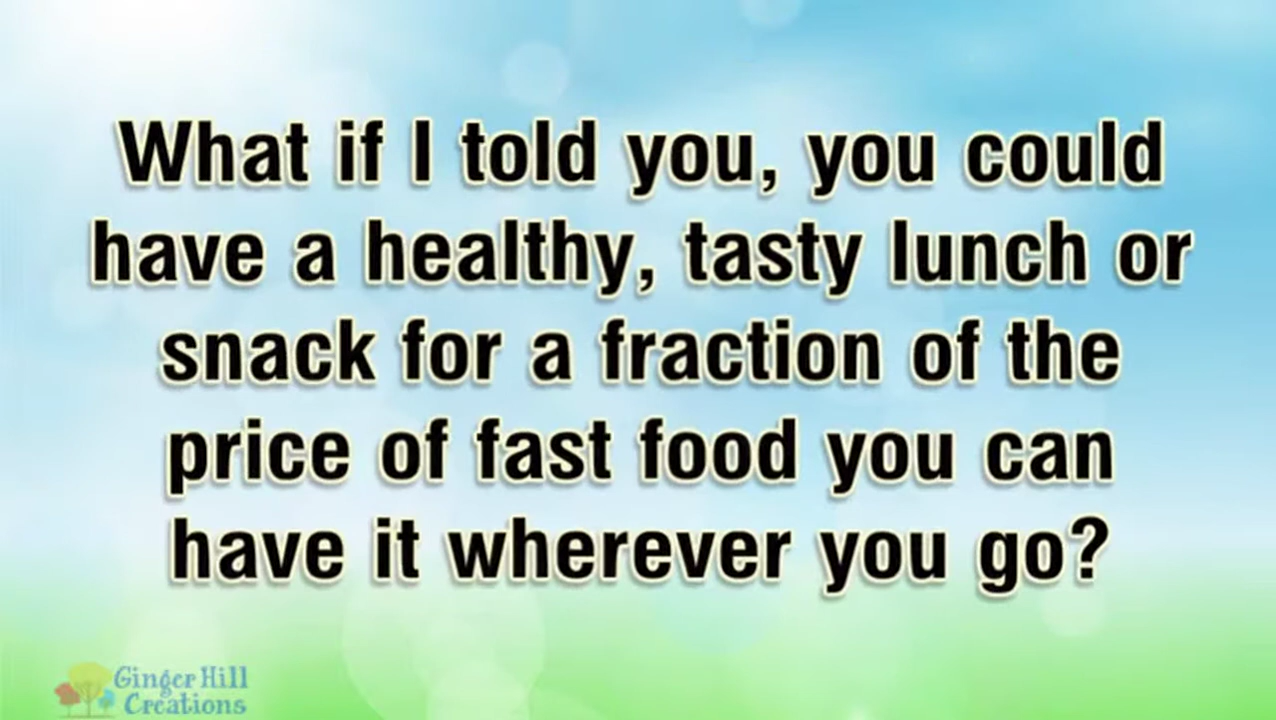 What if I told you, you could
have a healthy, tasty lunch or
snack for a fraction of the
price of fast food you can
have it wherever you go?
Ginger Hill
Creations